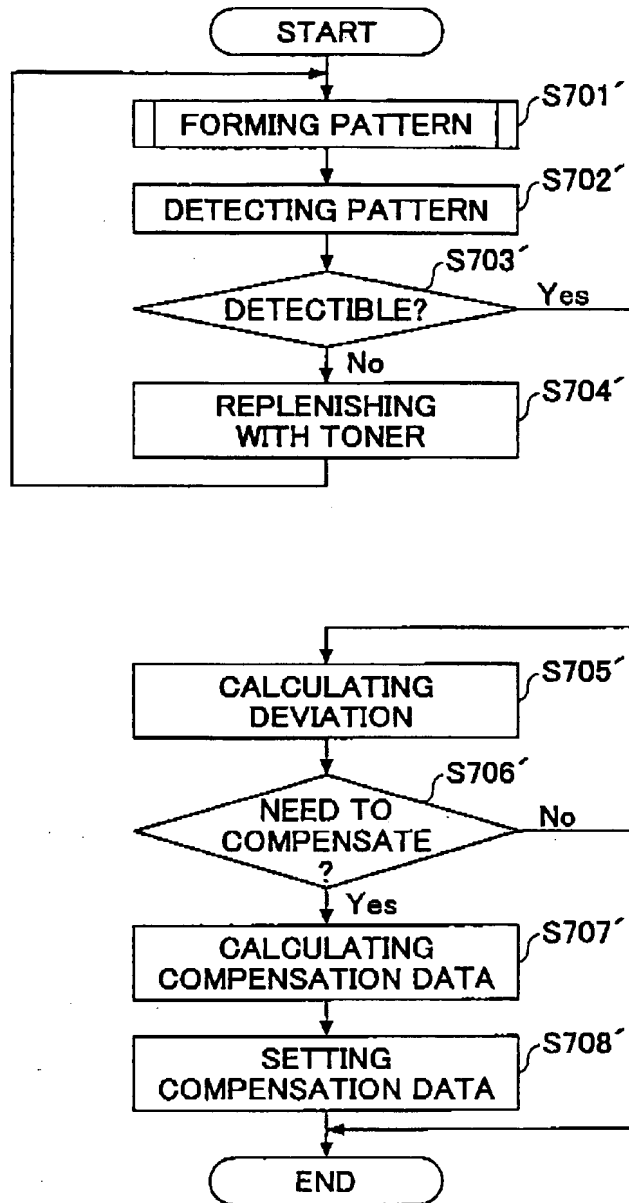 START
S701´
FORMING PATTERN
S702´
DETECTING PATTERN
S703´
DETECTIBLE?
Yes
No
S704´
REPLENISHING
WITH TONER
S705´
CALCULATING
DEVIATION
S706´
NEED TO
COMPENSATE
?
No
Yes
S707´
CALCULATING
COMPENSATION DATA
S708´
SETTING
COMPENSATION DATA
END